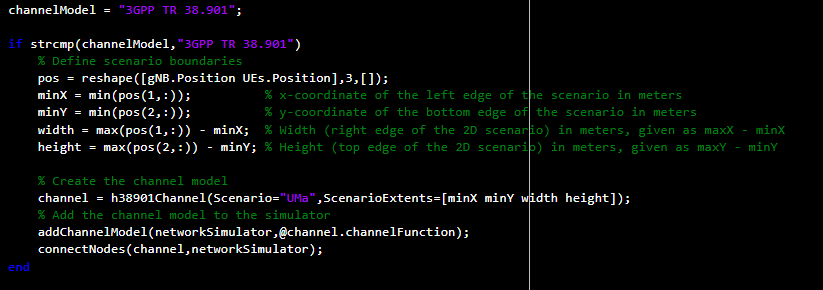 channelModel = "3GPP TR 38.901";
if strcmp(channelModel,"3GPP TR 38.901")
% Define scenario boundaries
pos = reshape([gNB.Position UEs.Position],3,[]);
minX = min(pos(1,:)); % x-coordinate of the left edge of the scenario in meters
minY = min(pos(2,:)); % y-coordinate of the bottom edge of the scenario in meters
width = max(pos(1,:)) - minX; % Width (right edge of the 2D scenario) in meters, given as maxX - minX
height = max(pos(2,:)) - minY; % Height (top edge of the 2D scenario) in meters, given as maxY - minY
% Create the channel model
channel = h38901Channel(Scenario="UMa",ScenarioExtents=[minX minY width height]);
% Add the channel model to the simulator
addChannelModel(networkSimulator,@channel.channelFunction);
connectNodes(channel,networkSimulator);
end